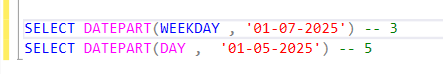 SELECT DATEPART(WEEKDAY , '01-07-2025') -- 3
SELECT DATEPART(DAY ,  '01-05-2025') -- 5